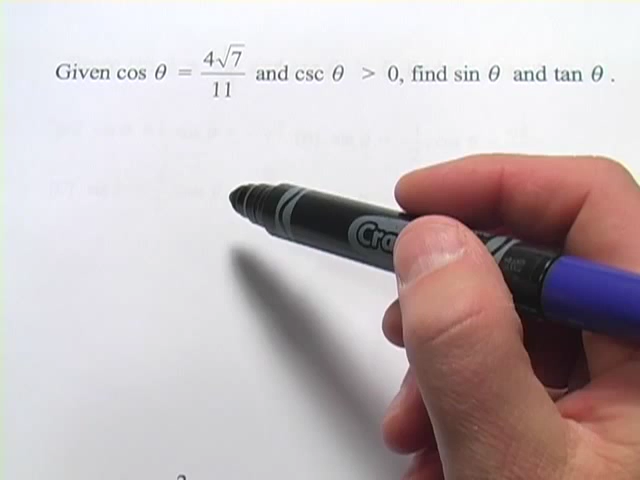 Given cos θ = 4√7/11 and csc θ > 0, find sin θ and tan θ .
Cra